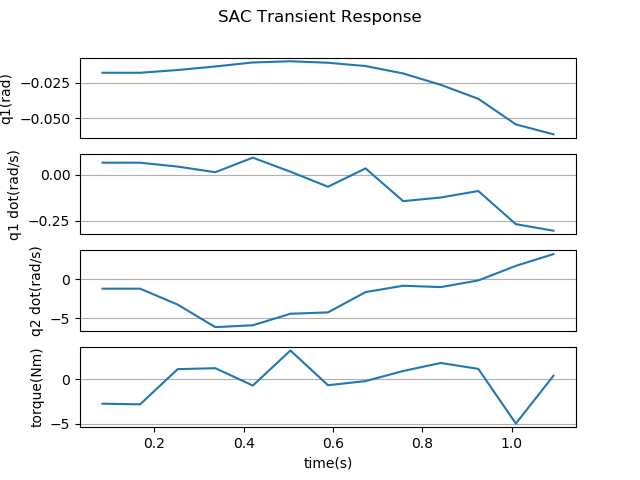 SAC Transient Response
q1(rad)
−0.025
−0.050
q1 dot(rad/s)
0.00
−0.25
q2 dot(rad/s)
0
−5
torque(Nm)
0
−5
0.2 0.4 0.6 0.8 1.0
time(s)